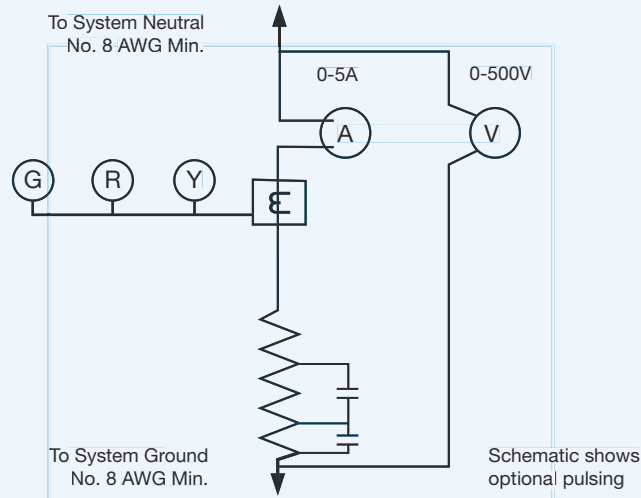 To System Neutral
No. 8 AWG Min.
0-5A
0-500V
A
V
G
R
Y
To System Ground
No. 8 AWG Min.
Schematic shows
optional pulsing